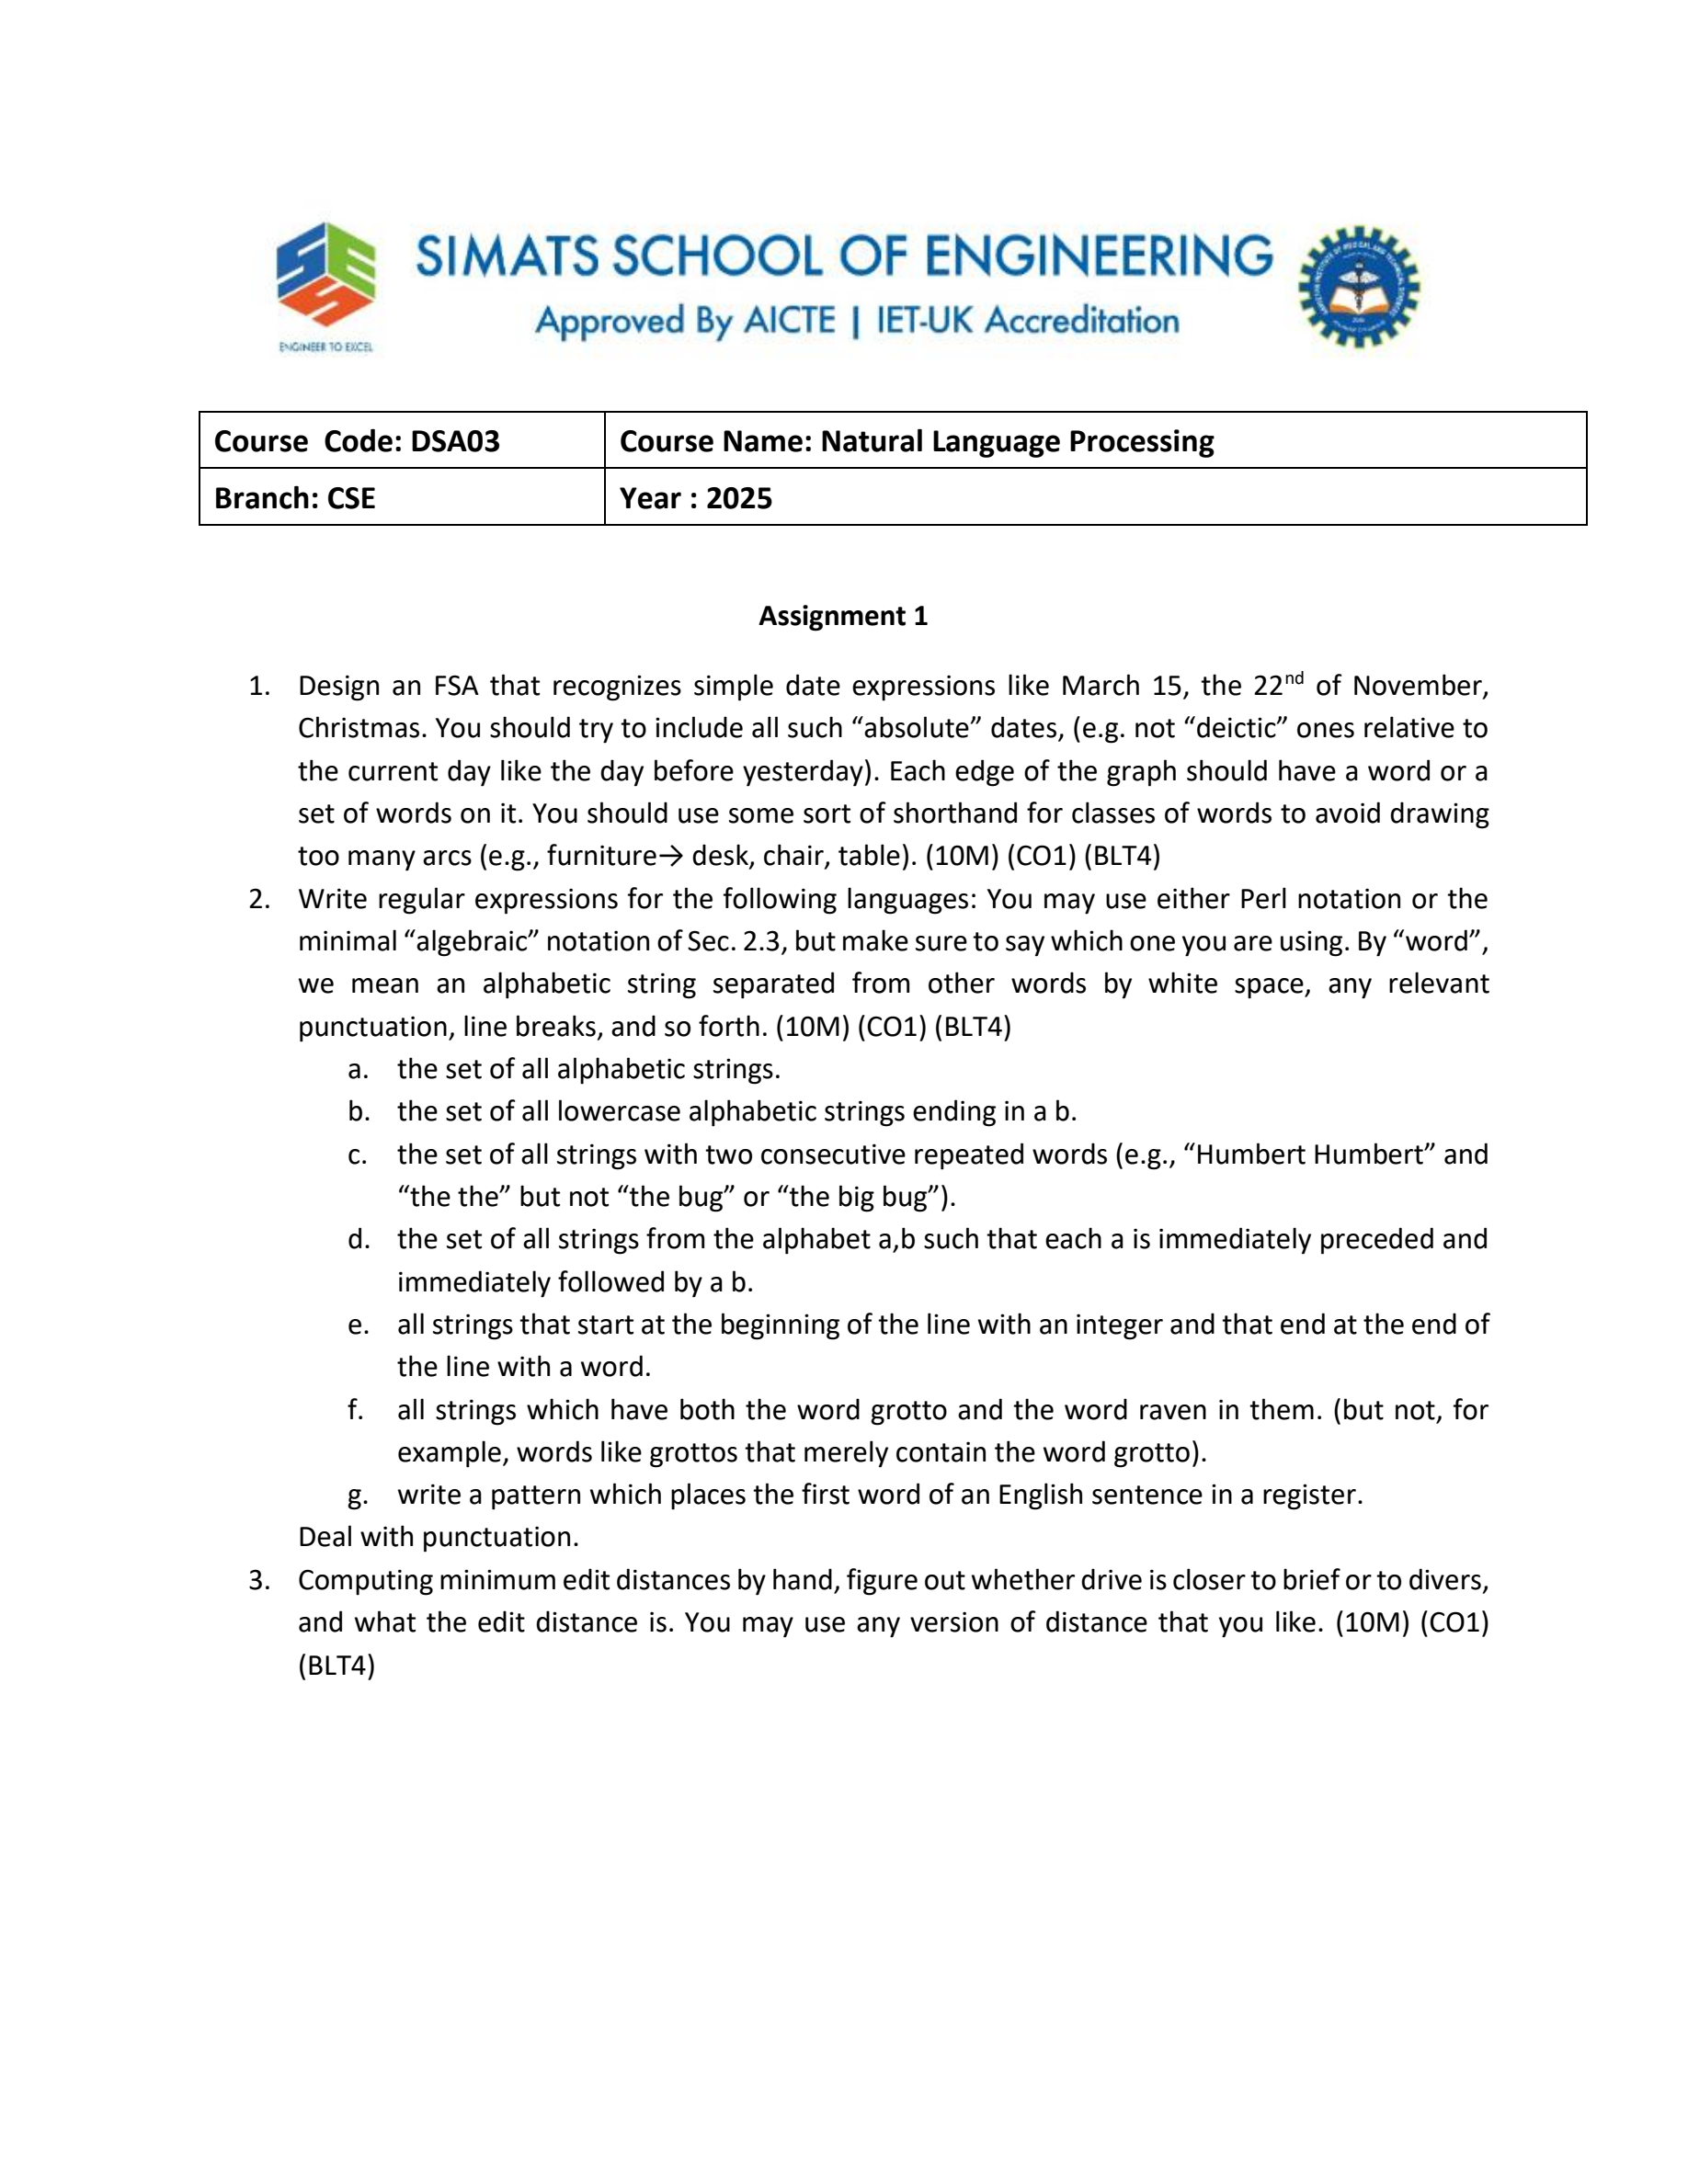 SIMATS SCHOOL OF ENGINEERING
Approved By AICTE | IET-UK Accreditation
ENGINEER TO EXCEL
Course Code: DSA03
Course Name: Natural Language Processing
Branch: CSE
Year : 2025
Assignment 1
1. Design an FSA that recognizes simple date expressions like March 15, the 22nd of November,
Christmas. You should try to include all such “absolute” dates, (e.g. not “deictic” ones relative to
the current day like the day before yesterday). Each edge of the graph should have a word or a
set of words on it. You should use some sort of shorthand for classes of words to avoid drawing
too many arcs (e.g., furniture→ desk, chair, table). (10M) (CO1) (BLT4)
2. Write regular expressions for the following languages: You may use either Perl notation or the
minimal “algebraic” notation of Sec. 2.3, but make sure to say which one you are using. By “word”,
we mean an alphabetic string separated from other words by white space, any relevant
punctuation, line breaks, and so forth. (10M) (CO1) (BLT4)
a. the set of all alphabetic strings.
b. the set of all lowercase alphabetic strings ending in a b.
c. the set of all strings with two consecutive repeated words (e.g., “Humbert Humbert” and
“the the” but not “the bug” or “the big bug”).
d. the set of all strings from the alphabet a,b such that each a is immediately preceded and
immediately followed by a b.
e. all strings that start at the beginning of the line with an integer and that end at the end of
the line with a word.
f. all strings which have both the word grotto and the word raven in them. (but not, for
example, words like grottos that merely contain the word grotto).
g. write a pattern which places the first word of an English sentence in a register.
Deal with punctuation.
3. Computing minimum edit distances by hand, figure out whether drive is closer to brief or to divers,
and what the edit distance is. You may use any version of distance that you like. (10M) (CO1)
(BLT4)